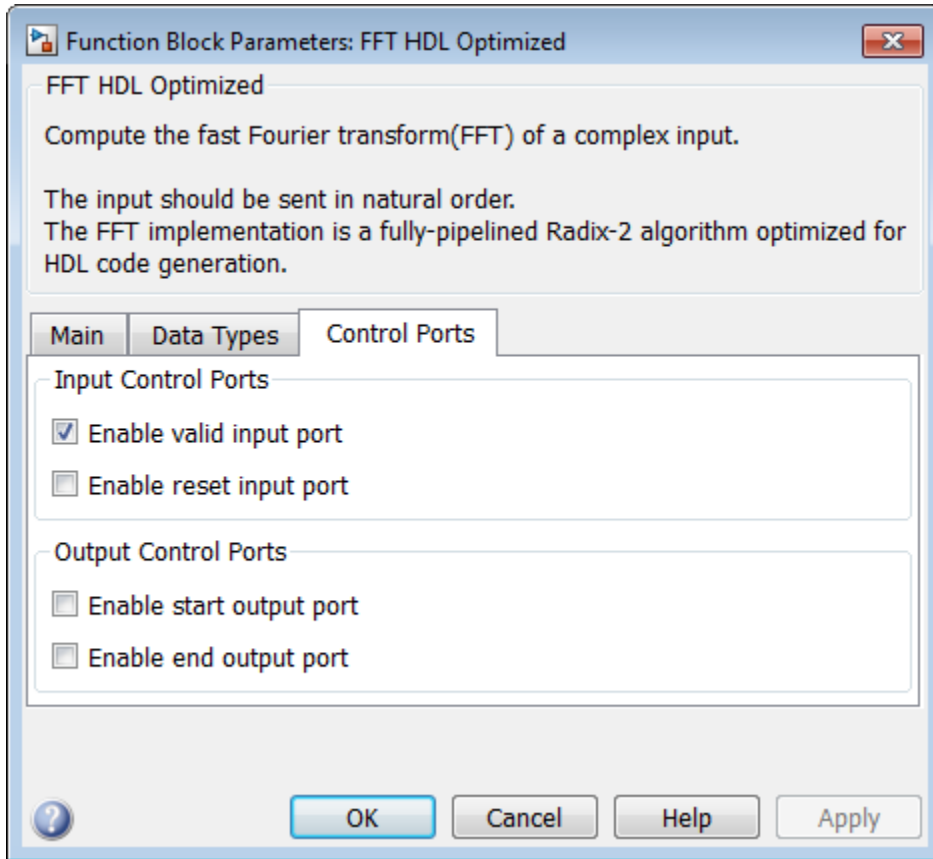 Function Block Parameters: FFT HDL Optimized
FFT HDL Optimized
Compute the fast Fourier transform(FFT) of a complex input.
The input should be sent in natural order.
The FFT implementation is a fully-pipelined Radix-2 algorithm optimized for
HDL code generation.
Main Data Types Control Ports
Input Control Ports
Enable valid input port
Enable reset input port
Output Control Ports
Enable start output port
Enable end output port
? OK Cancel Help Apply